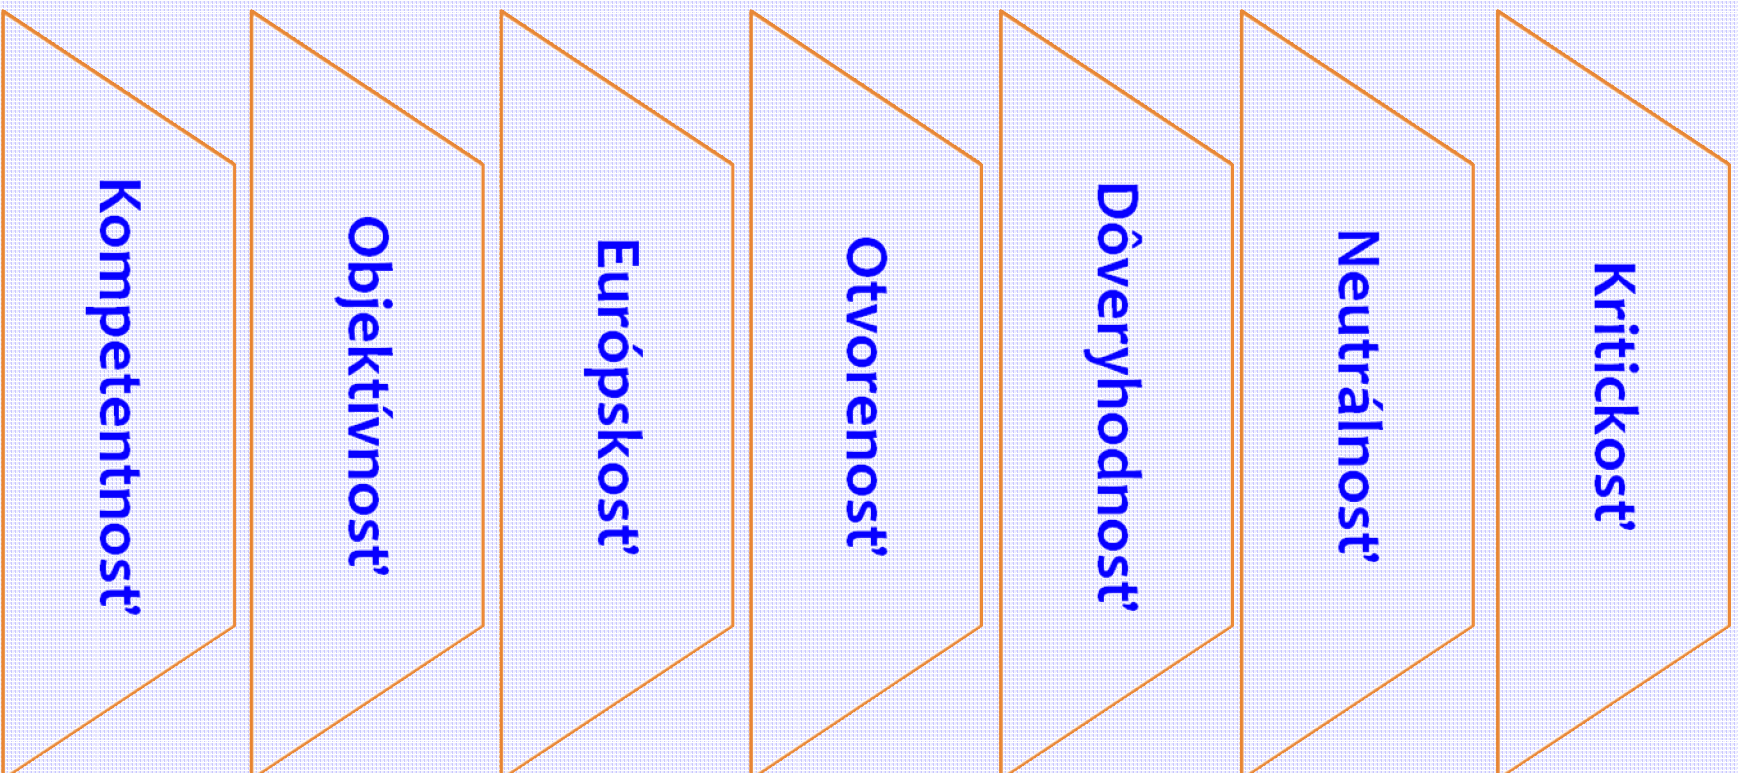 Kompetentnosť
Objektívnosť
Európskosť
Otvorenosť
Dôveryhodnosť
Neutrálnosť
Kritickosť